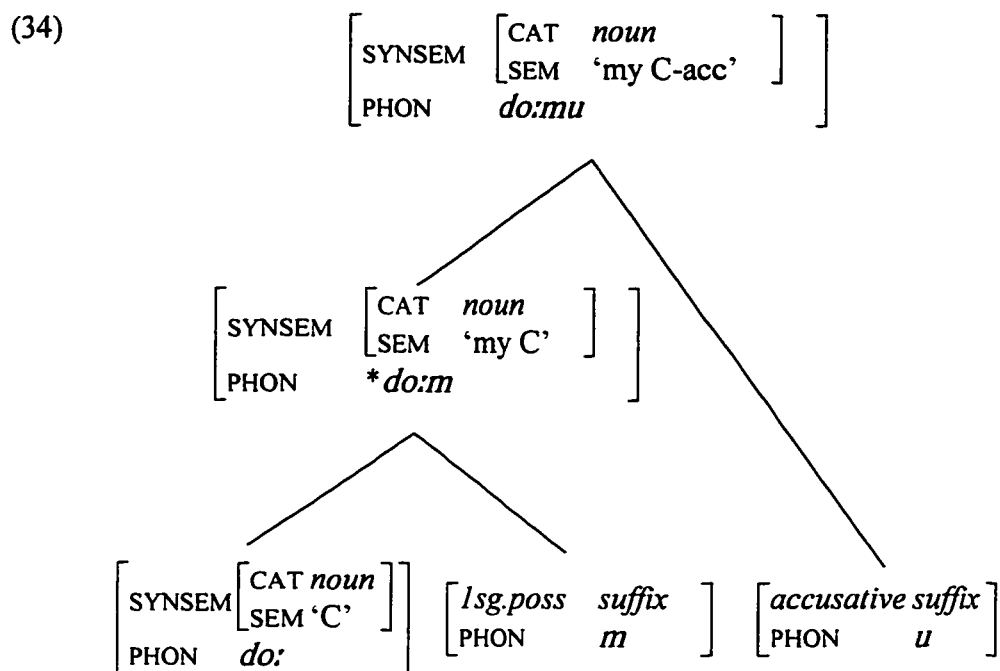 (34)
SYNSEM CAT noun
SEM ‘my C-acc’
PHON do:mu
SYNSEM CAT noun
SEM ‘my C’
PHON *do:m
SYNSEM CAT noun
SEM ‘C’
PHON do:
1sg.poss suffix
PHON m
accusative suffix
PHON u